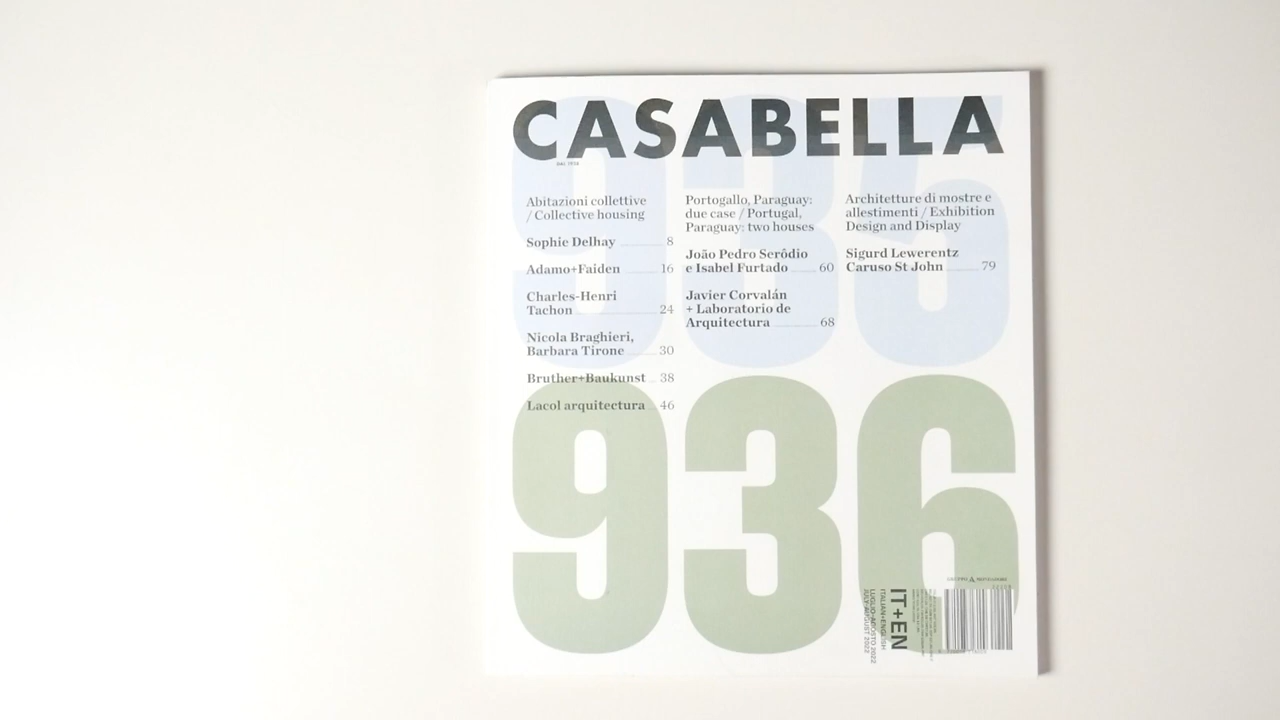 CASABELLA
DAL 1928
935
Abitazioni collettive
/ Collective housing
Sophie Delhay 8
Adamo+Faiden 16
Charles-Henri
Tachon 24
Nicola Braghieri,
Barbara Tirone 30
Bruther+Baukunst 38
Lacol arquitectura 46
Portogallo, Paraguay:
due case / Portugal,
Paraguay: two houses
João Pedro Serôdio
e Isabel Furtado 60
Javier Corvalán
+ Laboratorio de
Arquitectura 68
Architetture di mostre e
allestimenti / Exhibition
Design and Display
Sigurd Lewerentz
Caruso St John 79
936
IT+EN
ITALIAN+ENGLISH
LUGLIO-AGOSTO 2022
JULY-AUGUST 2022